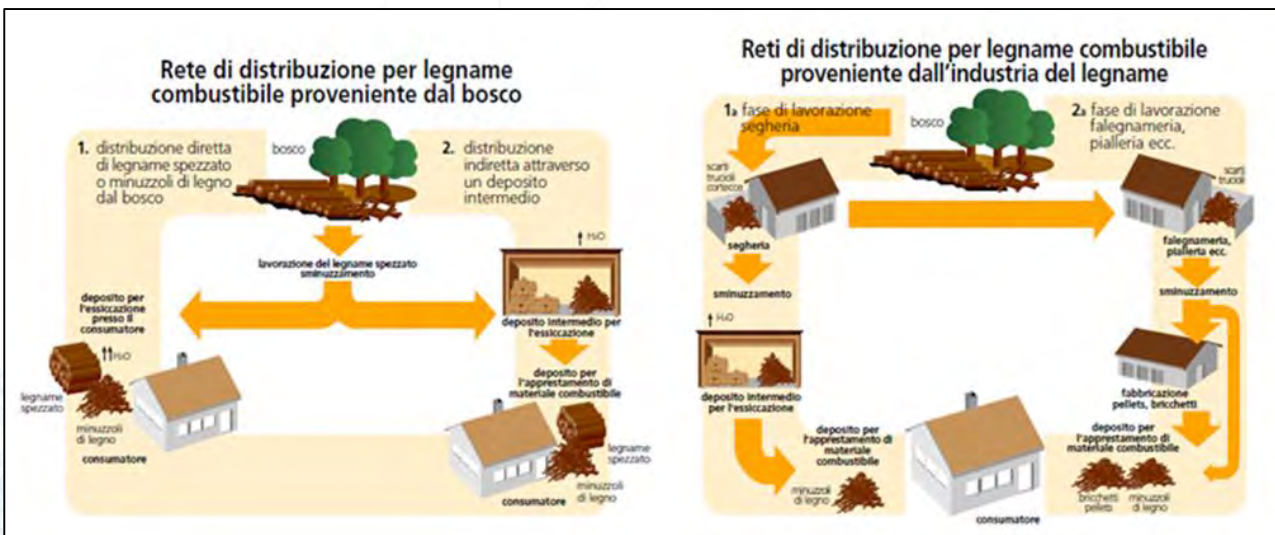 Rete di distribuzione per legname
combustibile proveniente dal bosco
1. distribuzione diretta
di legname spezzato
o minuzzoli di legno
dal bosco
bosco
2. distribuzione
indiretta attraverso
un deposito
intermedio
lavorazione del legname spezzato
sminuzzamento
deposito per
l'essiccazione
presso il
consumatore
H₂O
legname
spezzato
minuzzoli
di legno
consumatore
H₂O
deposito intermedio per
l'essiccazione
deposito per
l'apprestamento di
materiale combustibile
legname
spezzato
minuzzoli
di legno
consumatore
Reti di distribuzione per legname combustibile
proveniente dall'industria del legname
1a fase di lavorazione
segheria
bosco
2a fase di lavorazione
falegnameria,
pialleria ecc.
scarti
trucioli
cortecce
segheria
sminuzzamento
H₂O
deposito intermedio
per l'essiccazione
deposito per
l'apprestamento di
materiale
combustibile
minuzzoli
di legno
scarti
trucioli
falegnameria,
pialleria ecc.
sminuzzamento
fabbricazione
pellets, bricchetti
deposito per
l'apprestamento di
materiale combustibile
bricchetti
pellets
minuzzoli
di legno
consumatore